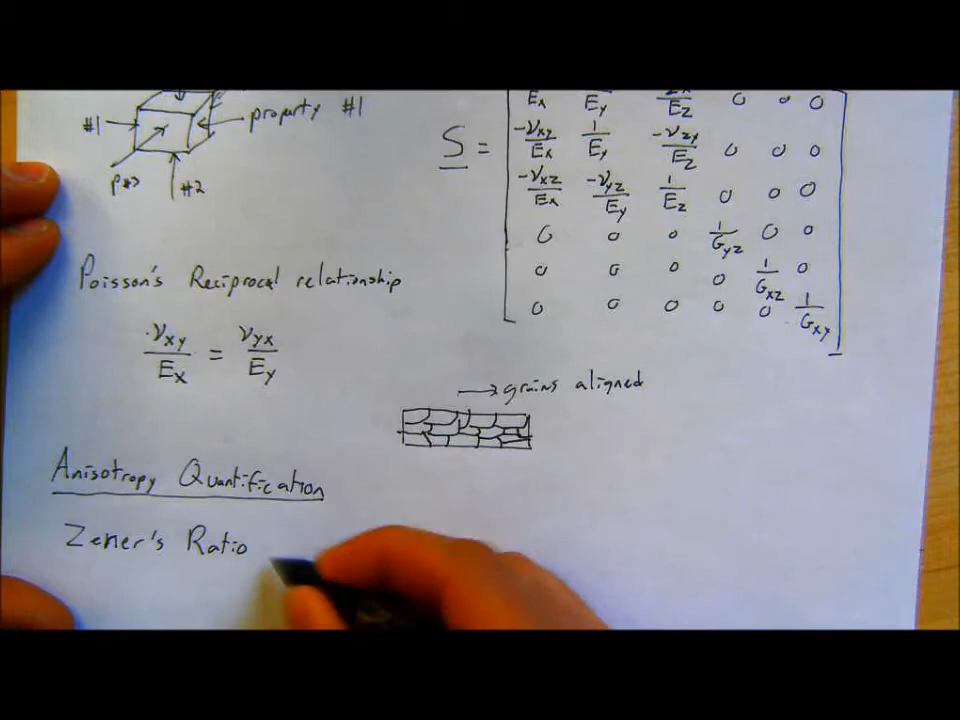 #1
property #1
#2
S =
Ex Ey Ez 0 0 0
-νxy/Ex 1/Ey -νzy/Ez 0 0 0
-νxz/Ex -νyz/Ey 1/Ez 0 0 0
0 0 0 1/Gyz 0 0
0 0 0 0 1/Gxz 0
0 0 0 0 0 1/Gxy
Poisson's Reciprocal relationship
νxy/Ex = νyx/Ey
→ grains aligned
Anisotropy Quantification
Zener's Ratio